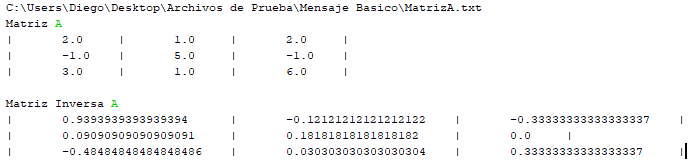 C:\Users\Diego\Desktop\Archivos de Prueba\Mensaje Basico\MatrizA.txt
Matriz A
| 2.0 | 1.0 | 2.0 |
| -1.0 | 5.0 | -1.0 |
| 3.0 | 1.0 | 6.0 |
Matriz Inversa A
| 0.9393939393939394 | -0.12121212121212122 | -0.33333333333333337 |
| 0.09090909090909091 | 0.18181818181818182 | 0.0 |
| -0.48484848484848486 | 0.030303030303030304 | 0.33333333333333337 |